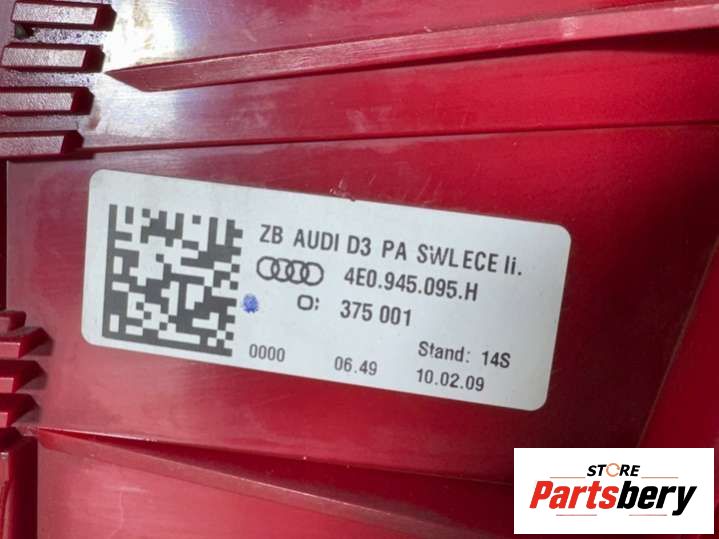 ZB AUDI D3 PA SWLECE li.
4E0.945.095.H
O: 375 001
Stand: 14S
0000 06.49 10.02.09
STORE
Partsbery